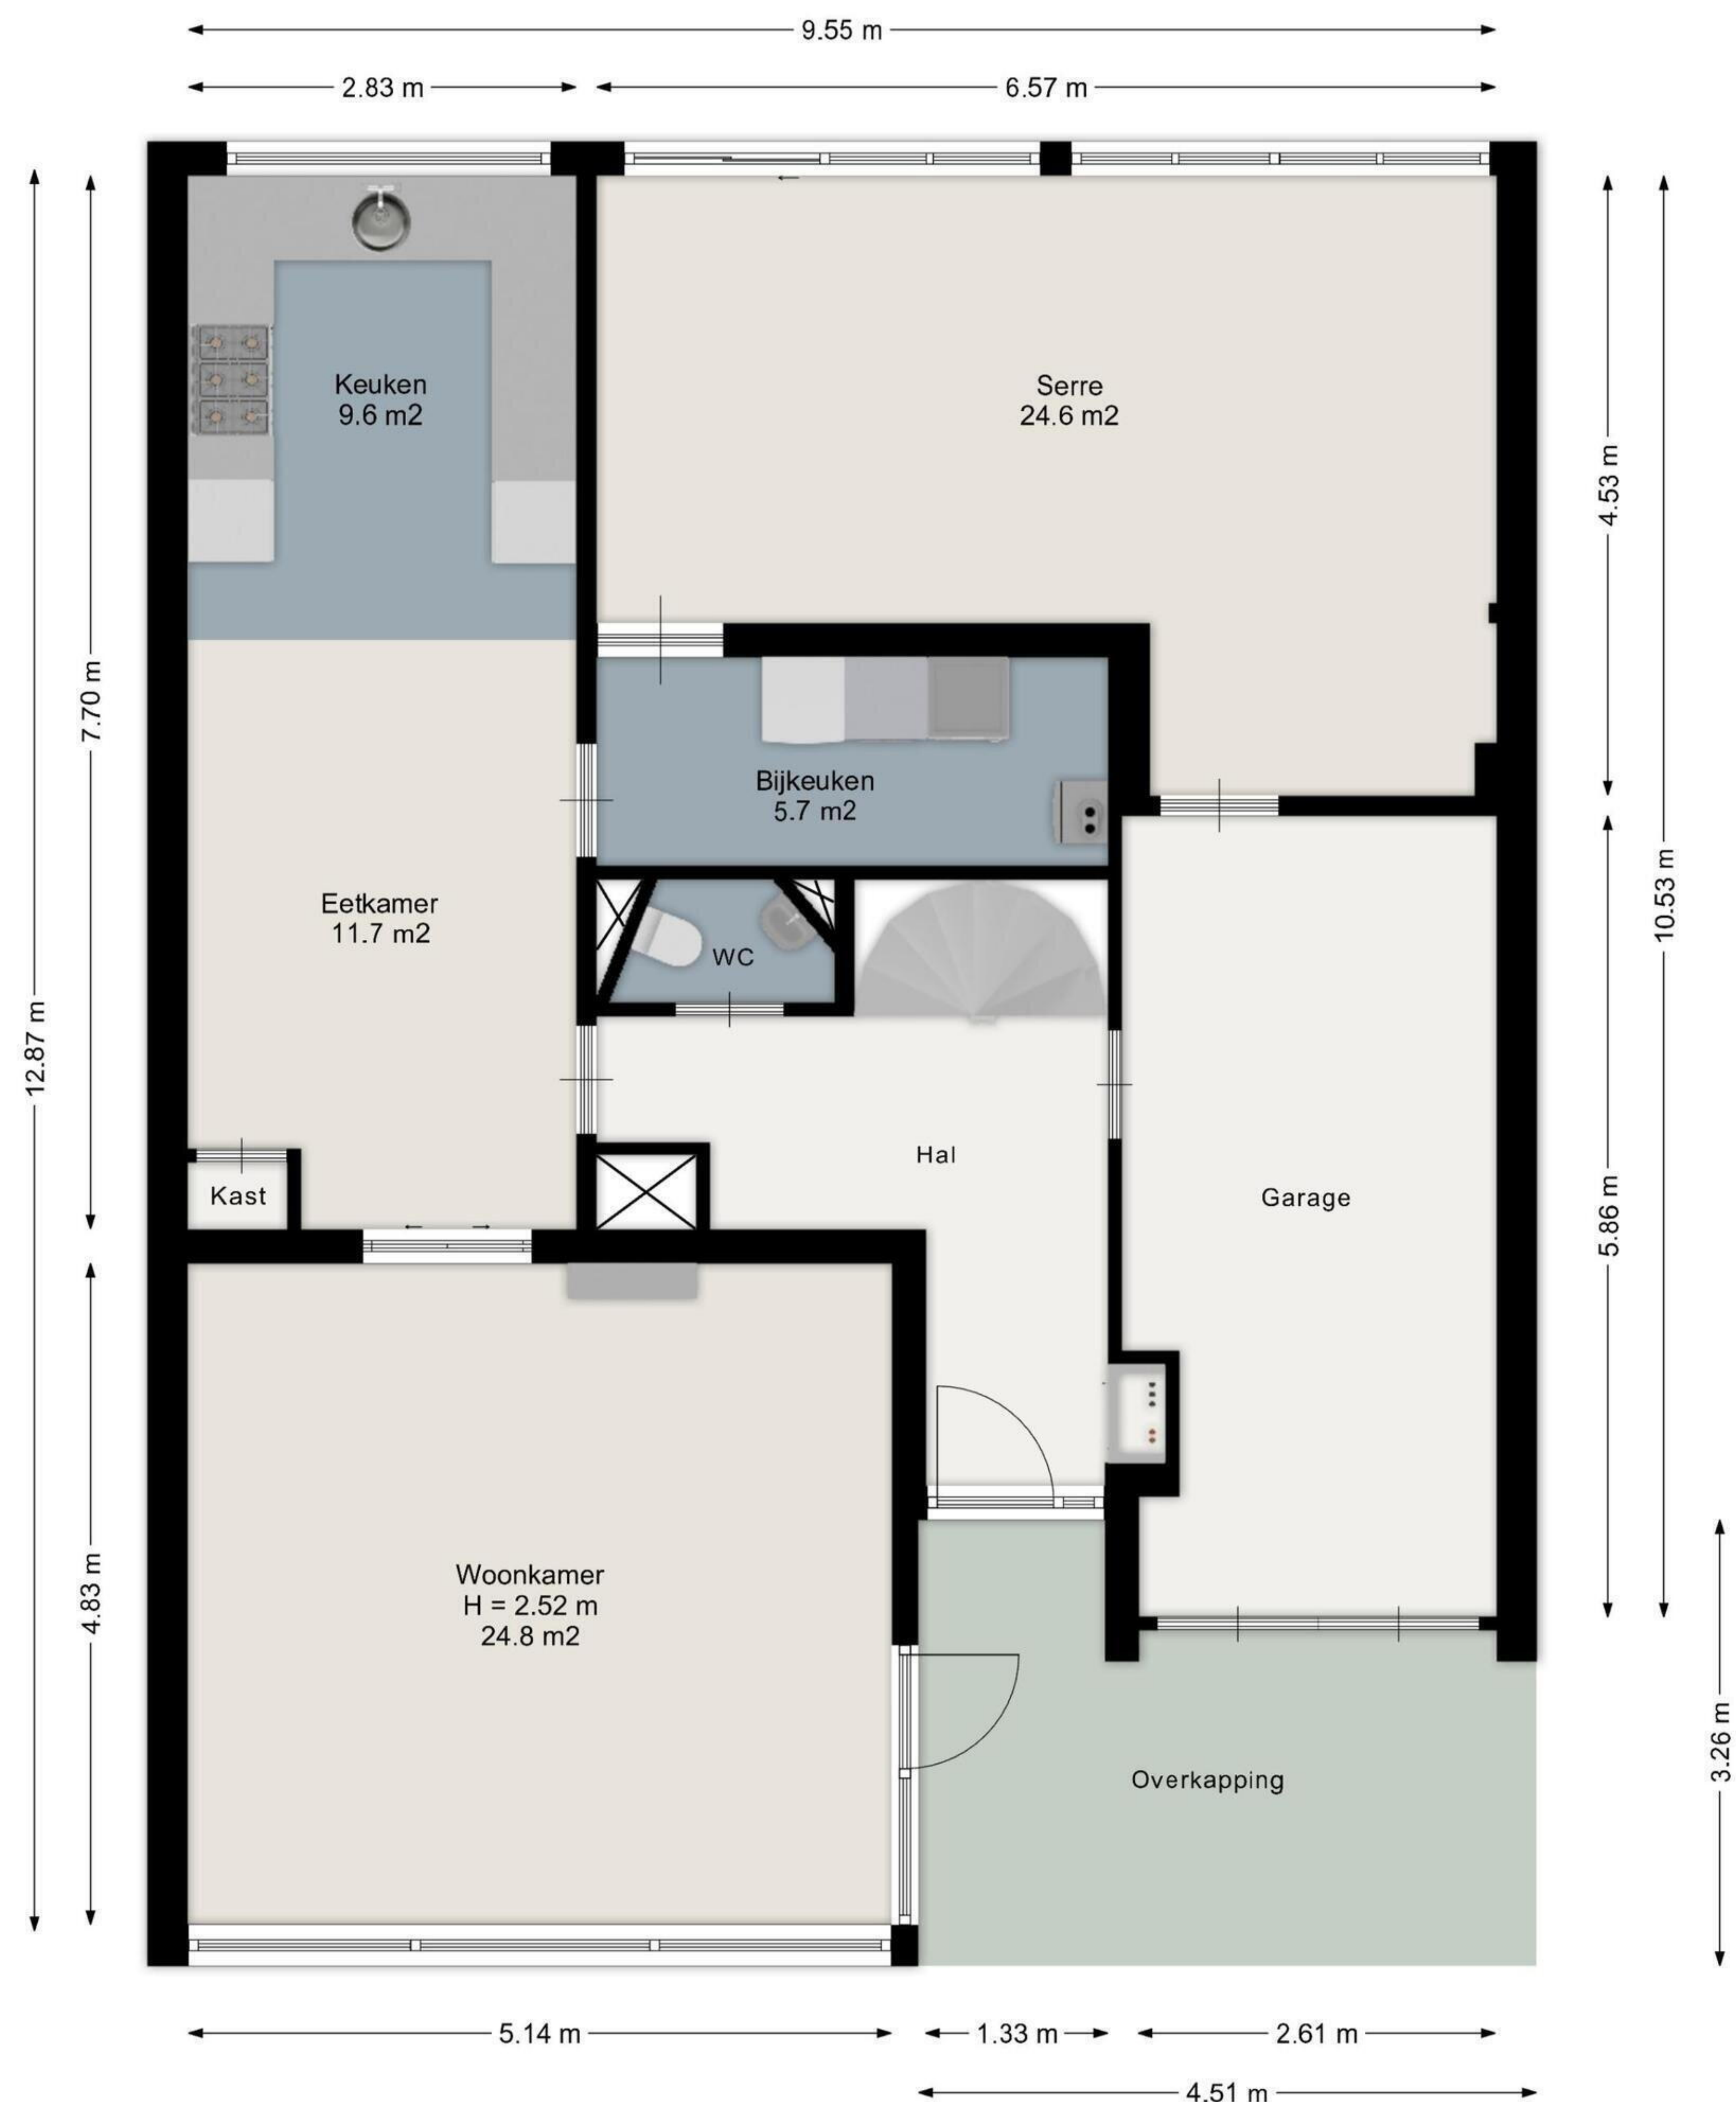 9.55 m
2.83 m
6.57 m
Keuken
9.6 m2
Serre
24.6 m2
4.53 m
7.70 m
Bijkeuken
5.7 m2
Eetkamer
11.7 m2
10.53 m
WC
12.87 m
Hal
Kast
Garage
5.86 m
Woonkamer
H = 2.52 m
24.8 m2
4.83 m
3.26 m
Overkapping
5.14 m
1.33 m
2.61 m
4.51 m